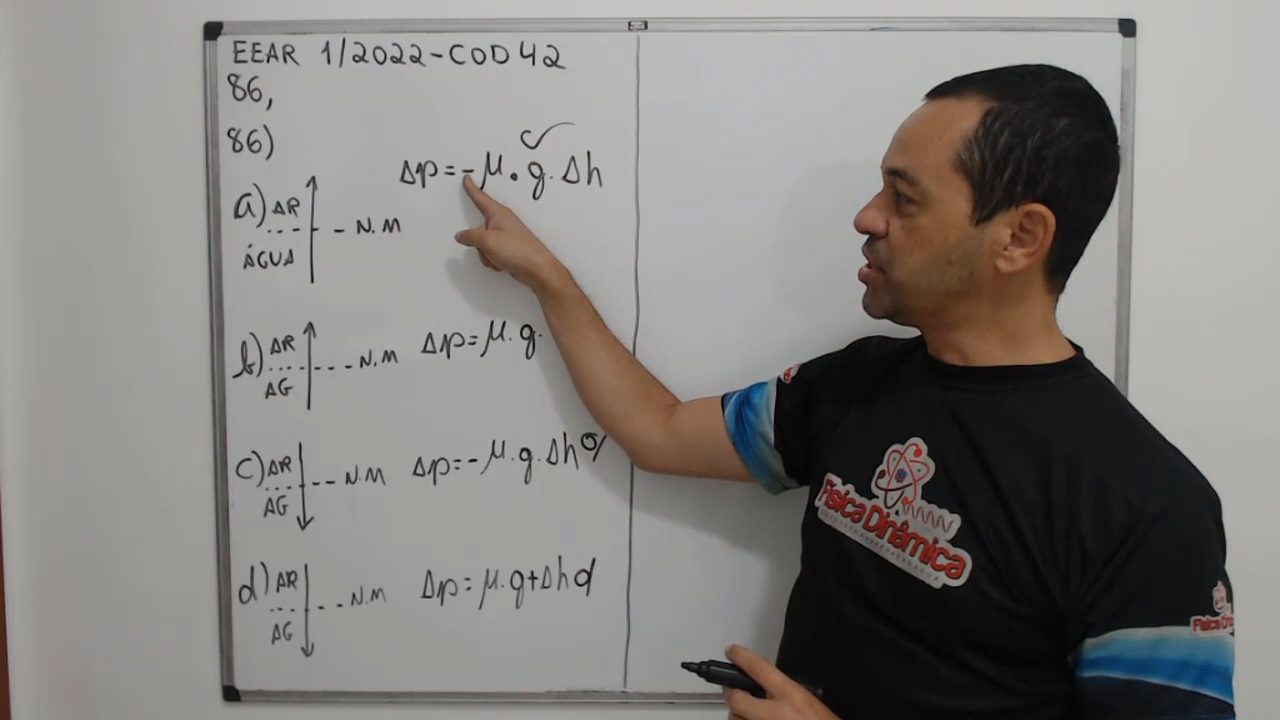 EEAR 1/2022-COD 42
86,
86)
Δp=-μ.g.Δh
a) AR
- N.M
ÁGUA
b) AR
Δp=μ.g.
--- N.M
AG
c) AR
Δp=-μ.g.Δh
-- N.M
AG
d) AR
Δp=μ.g+Δh
-- N.M
AG
Física Dinâmica